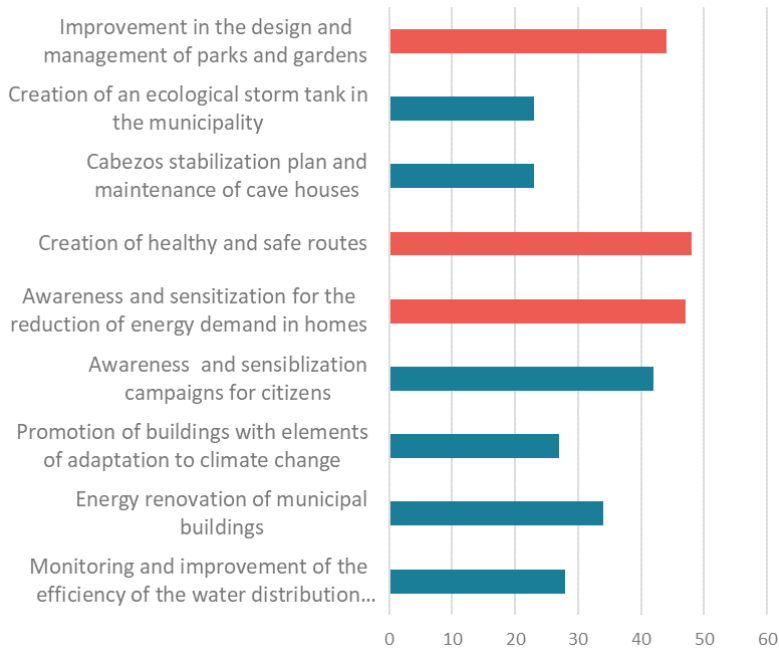 Improvement in the design and
management of parks and gardens
Creation of an ecological storm tank in
the municipality
Cabezos stabilization plan and
maintenance of cave houses
Creation of healthy and safe routes
Awareness and sensitization for the
reduction of energy demand in homes
Awareness  and sensiblization
campaigns for citizens
Promotion of buildings with elements
of adaptation to climate change
Energy renovation of municipal
buildings
Monitoring and improvement of the
efficiency of the water distribution...
0 10 20 30 40 50 60